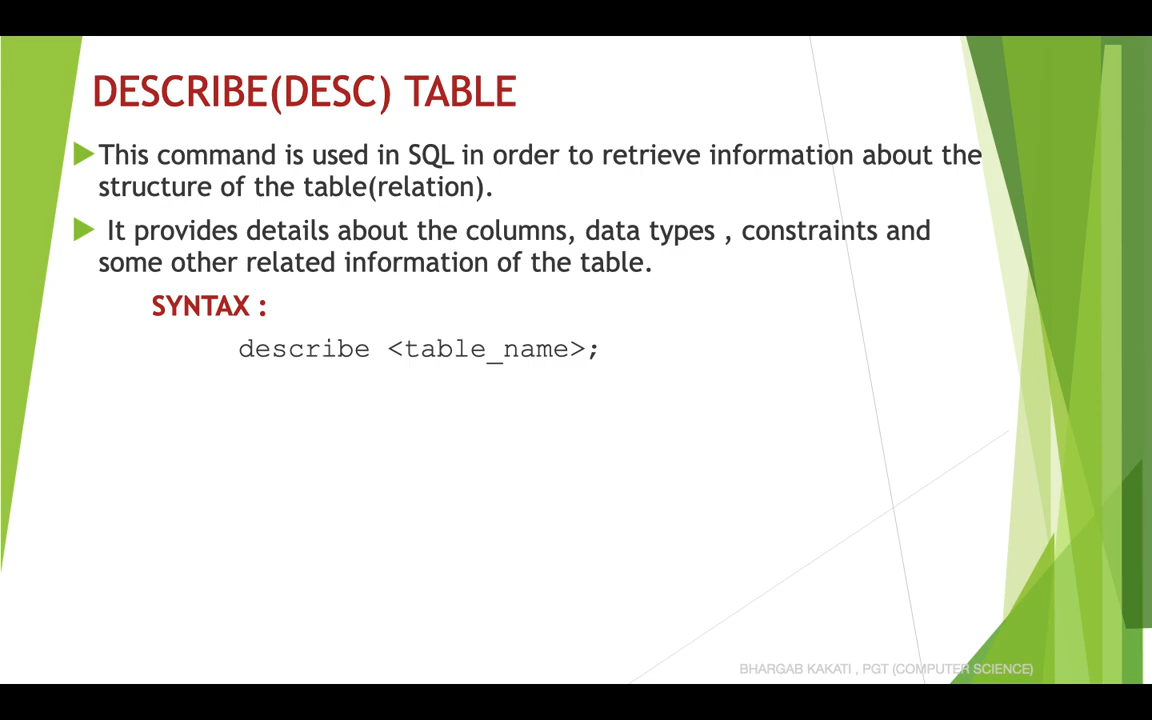 DESCRIBE(DESC) TABLE
This command is used in SQL in order to retrieve information about the
structure of the table(relation).
It provides details about the columns, data types , constraints and
some other related information of the table.
SYNTAX :
describe <table_name>;
BHARGAB KAKATI , PGT (COMPUTER SCIENCE)